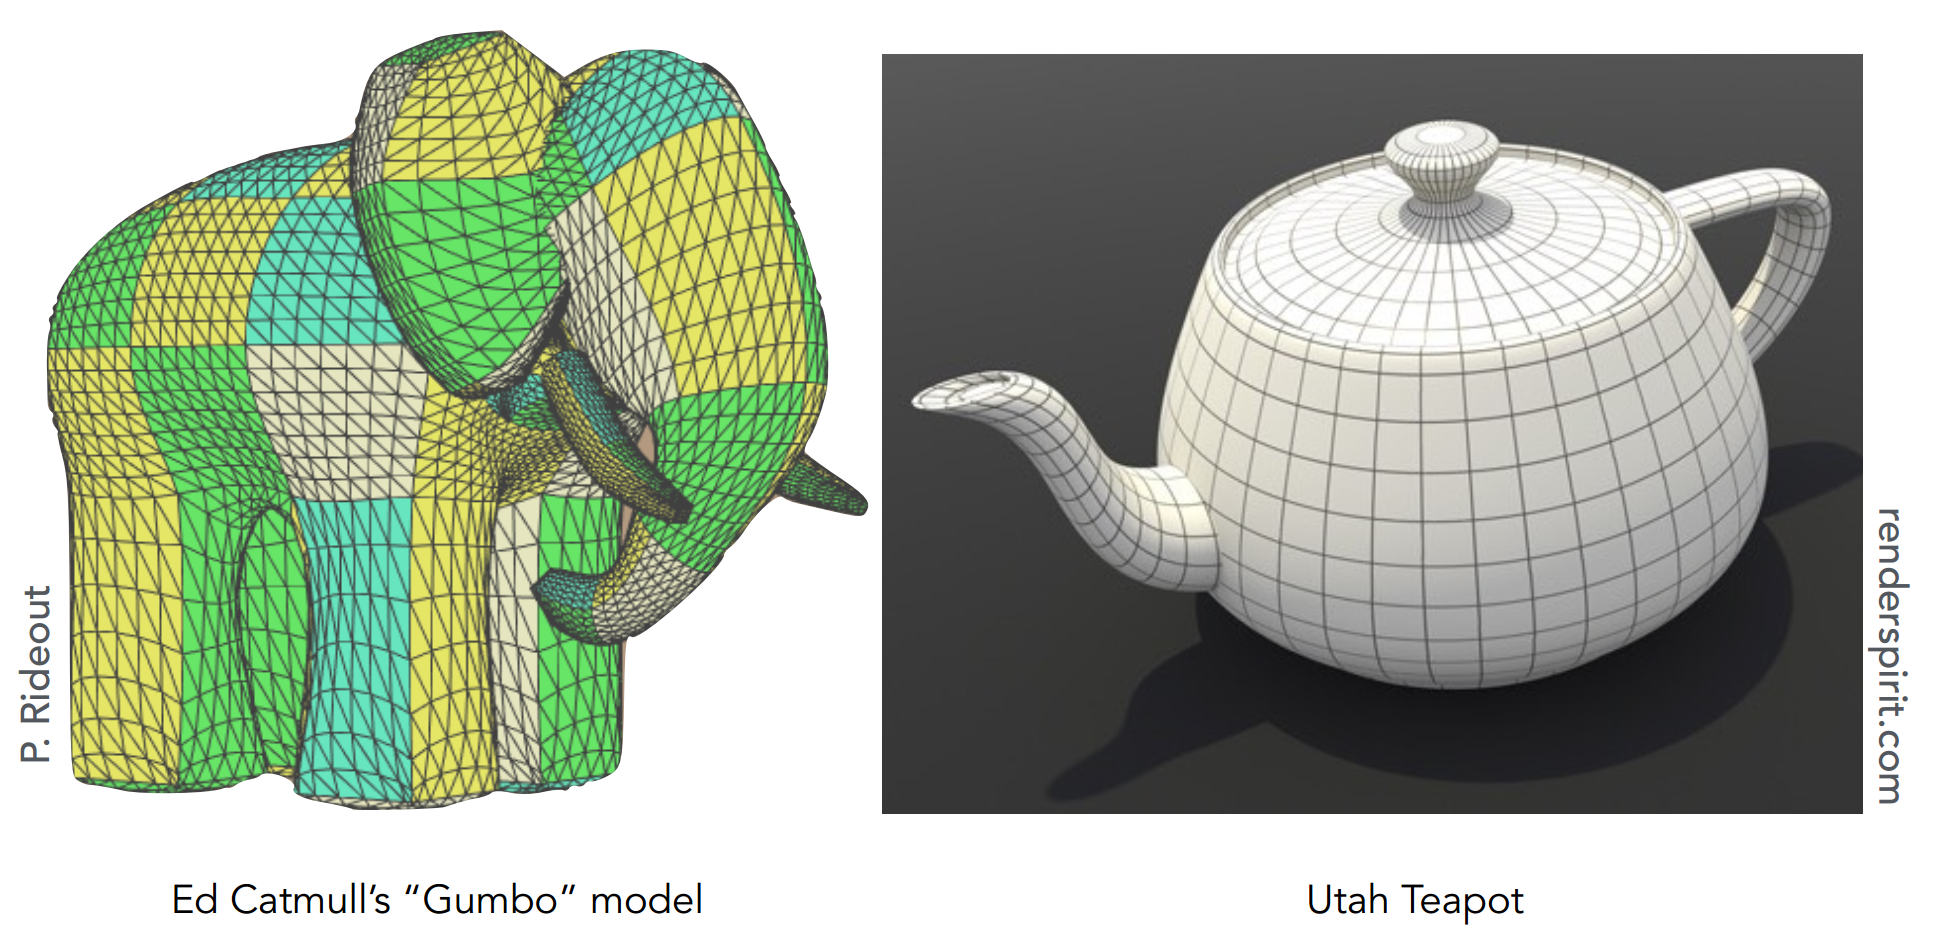 P. Rideout
renderspirit.com
Ed Catmull’s “Gumbo” model
Utah Teapot